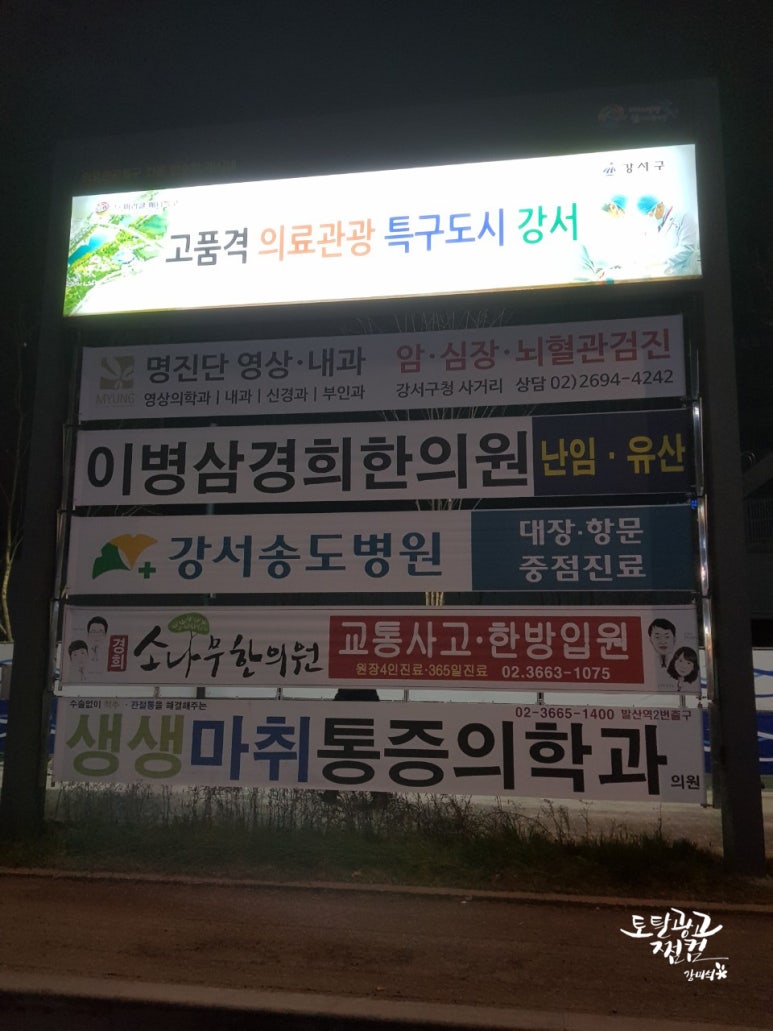 강서구
고품격 의료관광 특구도시 강서
명진단 영상·내과 암·심장·뇌혈관검진
MYUNG 영상의학과 | 내과 | 신경과 | 부인과 강서구청 사거리 상담 02)2694-4242
이병삼경희한의원 난임·유산
강서송도병원 대장·항문
중점진료
경희 소나무한의원 교통사고·한방입원
원장4인진료·365일진료 02.3663-1075
수술없이 척추·관절통을 해결해주는 02-3665-1400 발산역2번출구
생생마취통증의학과의원
토탈광고
쩜컴